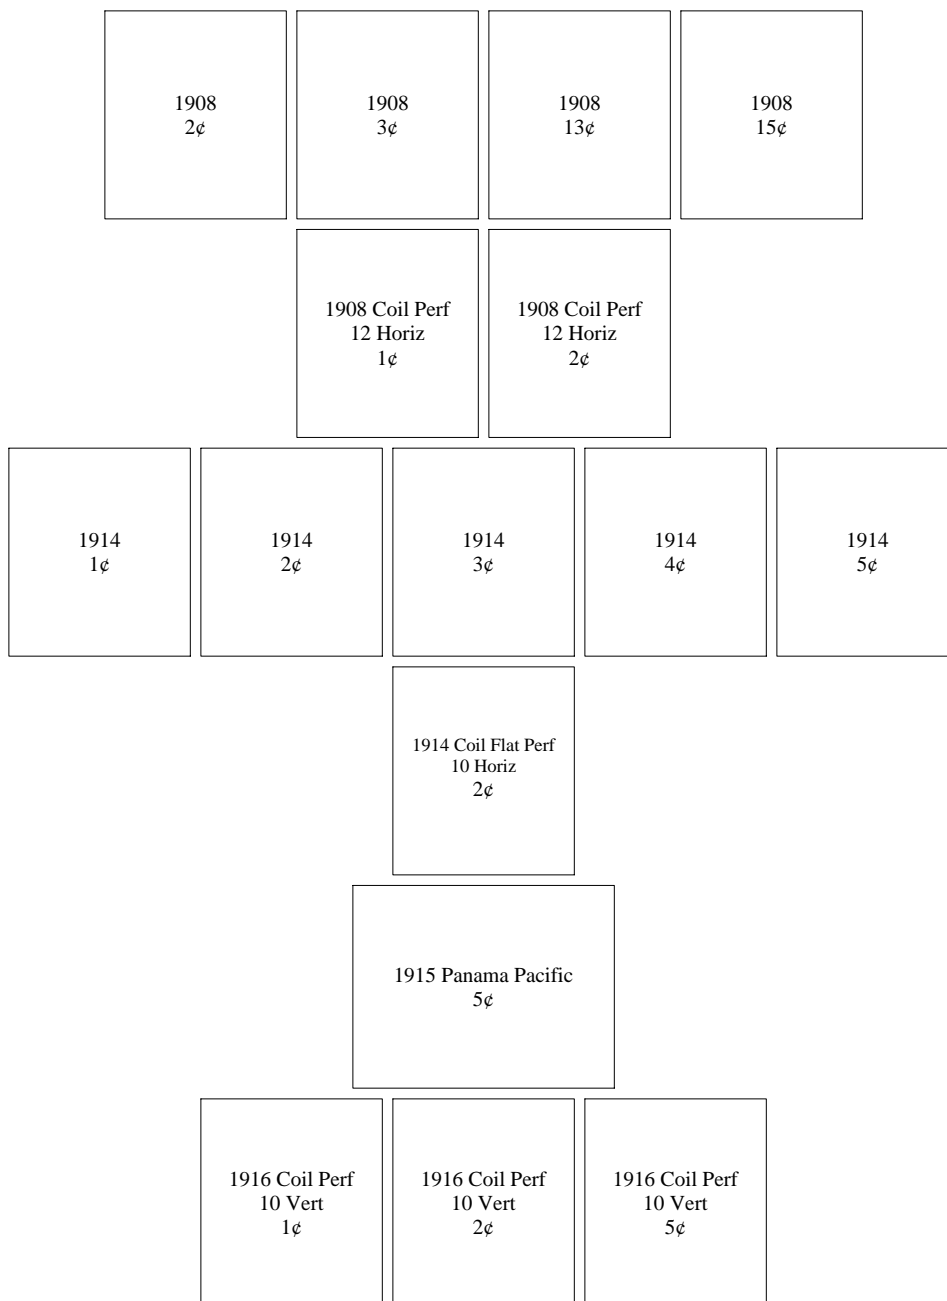 1908
2¢
1908
3¢
1908
13¢
1908
15¢
1908 Coil Perf
12 Horiz
1¢
1908 Coil Perf
12 Horiz
2¢
1914
1¢
1914
2¢
1914
3¢
1914
4¢
1914
5¢
1914 Coil Flat Perf
10 Horiz
2¢
1915 Panama Pacific
5¢
1916 Coil Perf
10 Vert
1¢
1916 Coil Perf
10 Vert
2¢
1916 Coil Perf
10 Vert
5¢